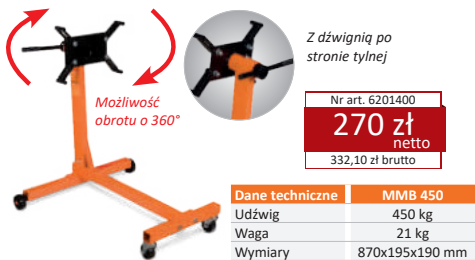 Z dźwignią po
stronie tylnej
Możliwość
obrotu o 360°
Nr art. 6201400
270 zł
netto
332,10 zł brutto
Dane techniczne MMB 450
Udźwig 450 kg
Waga 21 kg
Wymiary 870x195x190 mm